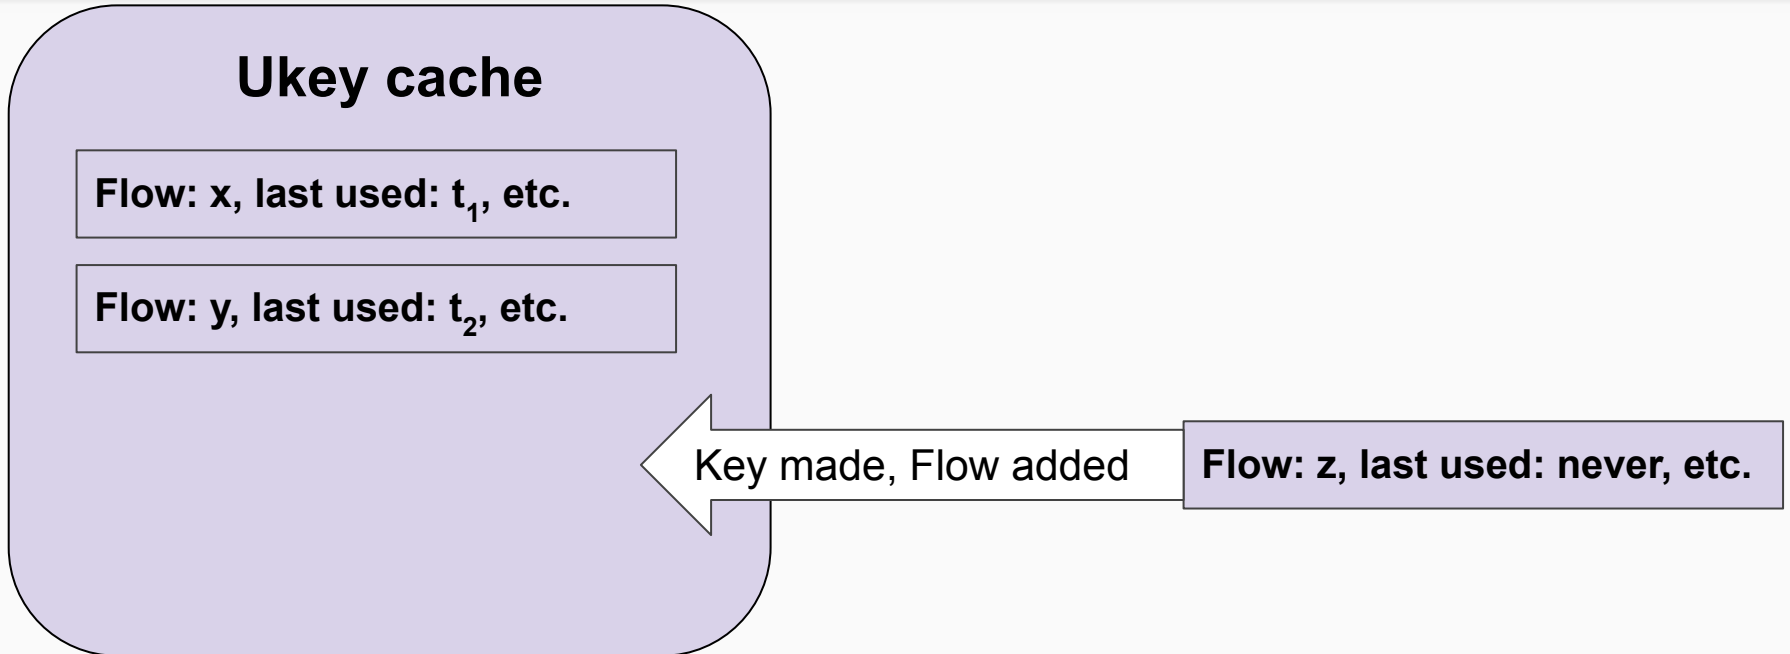 Ukey cache
Flow: x, last used: t₁, etc.
Flow: y, last used: t₂, etc.
Key made, Flow added
Flow: z, last used: never, etc.